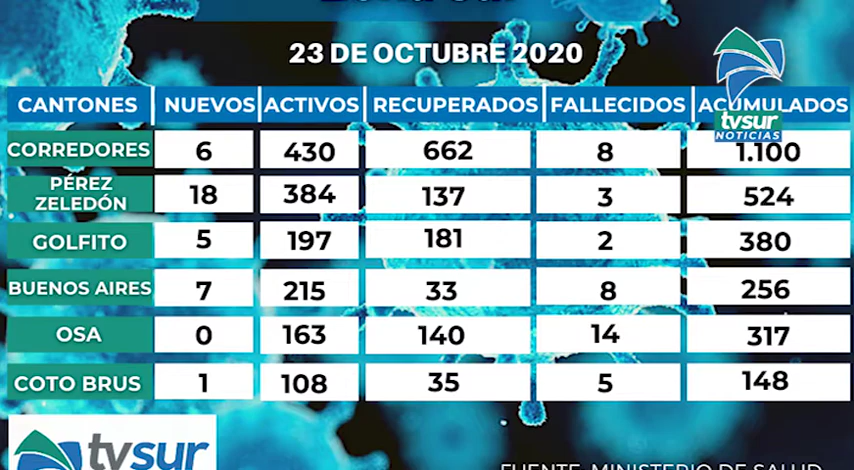 23 DE OCTUBRE 2020
CANTONES NUEVOS ACTIVOS RECUPERADOS FALLECIDOS ACUMULADOS
CORREDORES 6 430 662 8 1.100
PÉREZ
ZELEDÓN 18 384 137 3 524
GOLFITO 5 197 181 2 380
BUENOS AIRES 7 215 33 8 256
OSA 0 163 140 14 317
COTO BRUS 1 108 35 5 148
tvsur
NOTICIAS
tvsur
FUENTE MINISTERIO DE SALUD